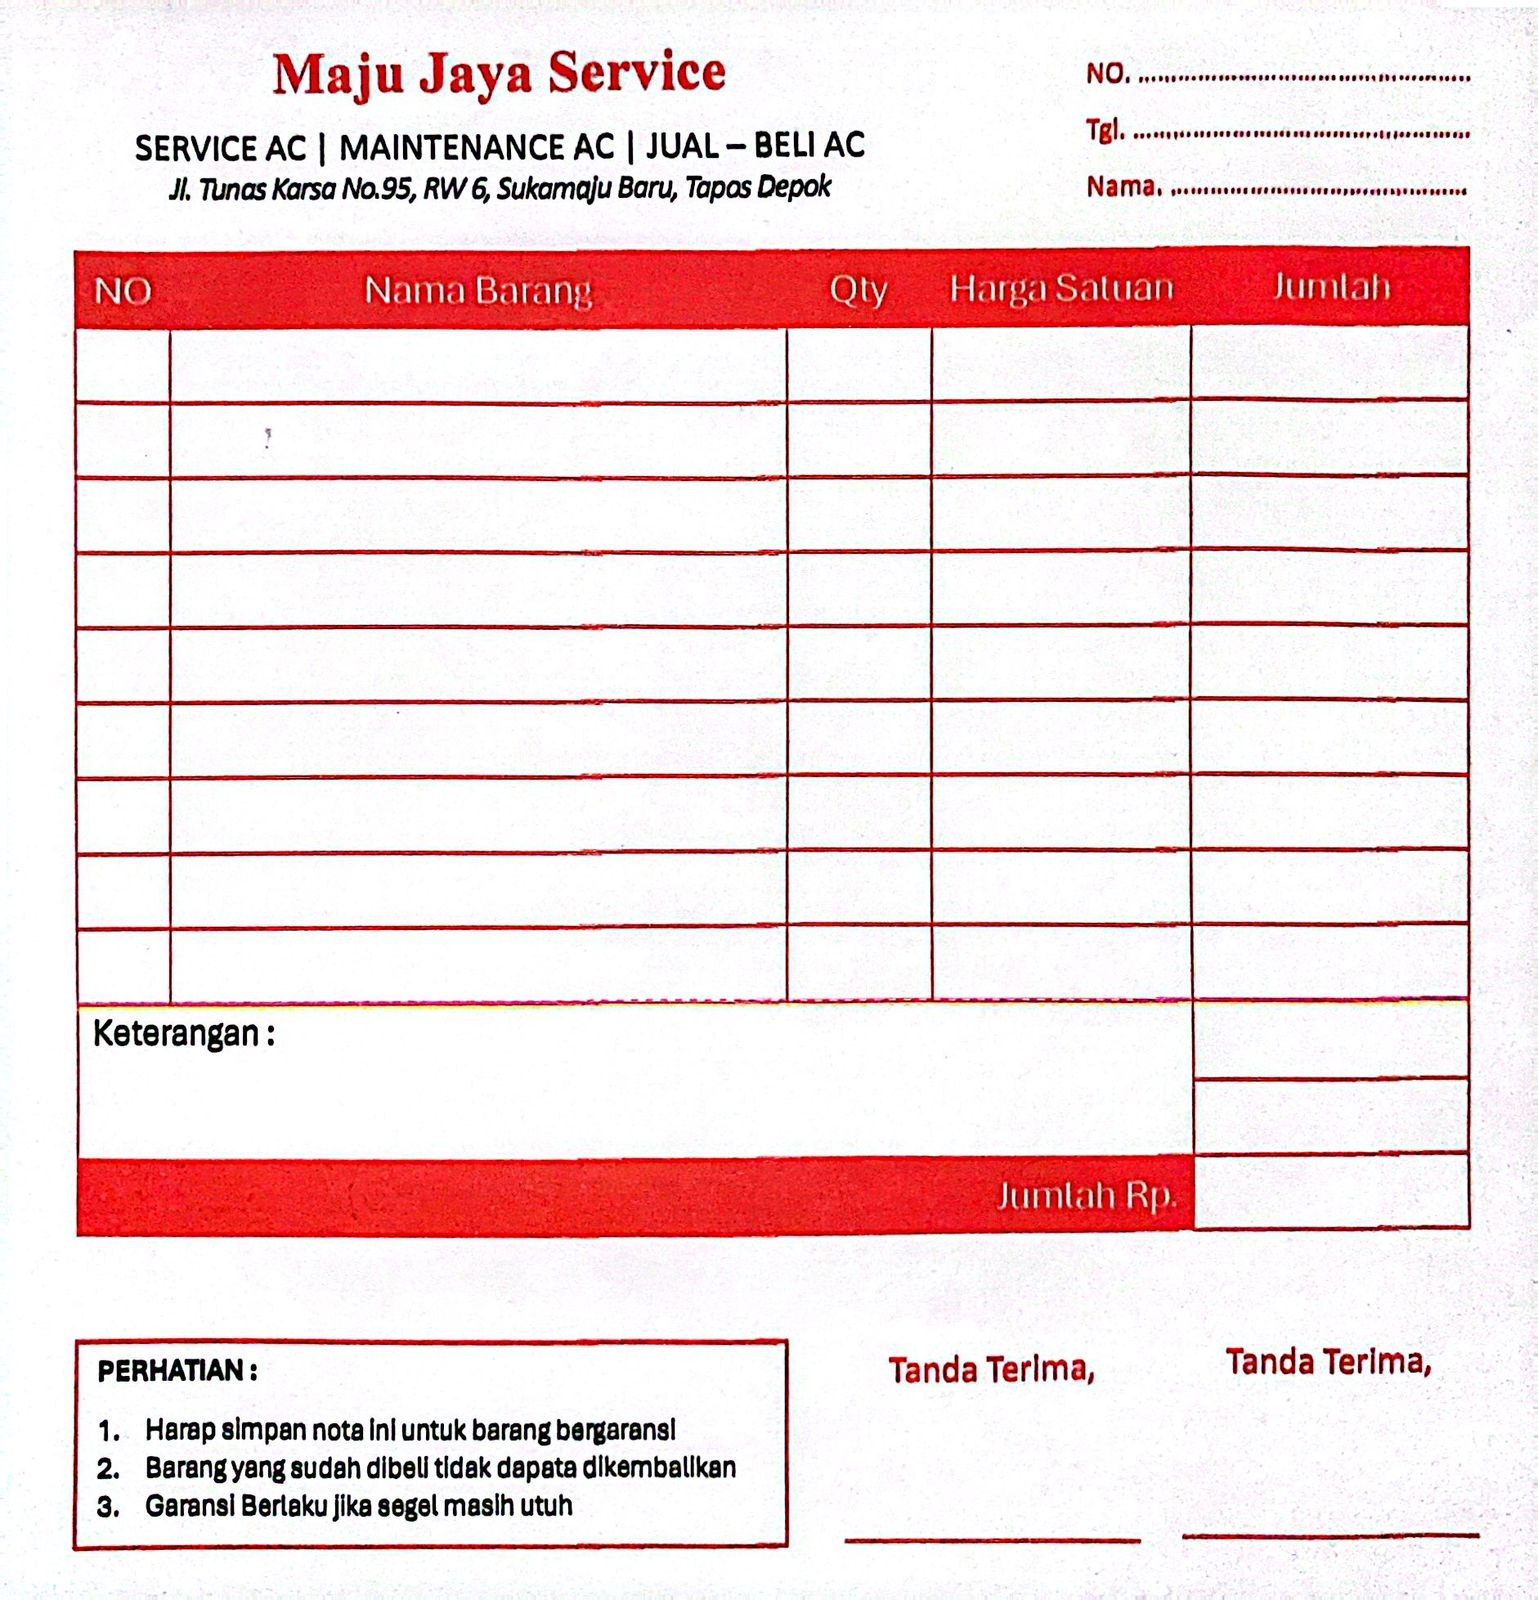 Maju Jaya Service
SERVICE AC | MAINTENANCE AC | JUAL – BELI AC
Jl. Tunas Karsa No.95, RW 6, Sukamaju Baru, Tapos Depok
NO. ..........
Tgl. ..........
Nama. ..........
NO Nama Barang Qty Harga Satuan Jumlah
Keterangan :
Jumlah Rp.
PERHATIAN :
1. Harap simpan nota ini untuk barang bergaransi
2. Barang yang sudah dibeli tidak dapata dikembalikan
3. Garansi Berlaku jika segel masih utuh
Tanda Terima,
Tanda Terima,